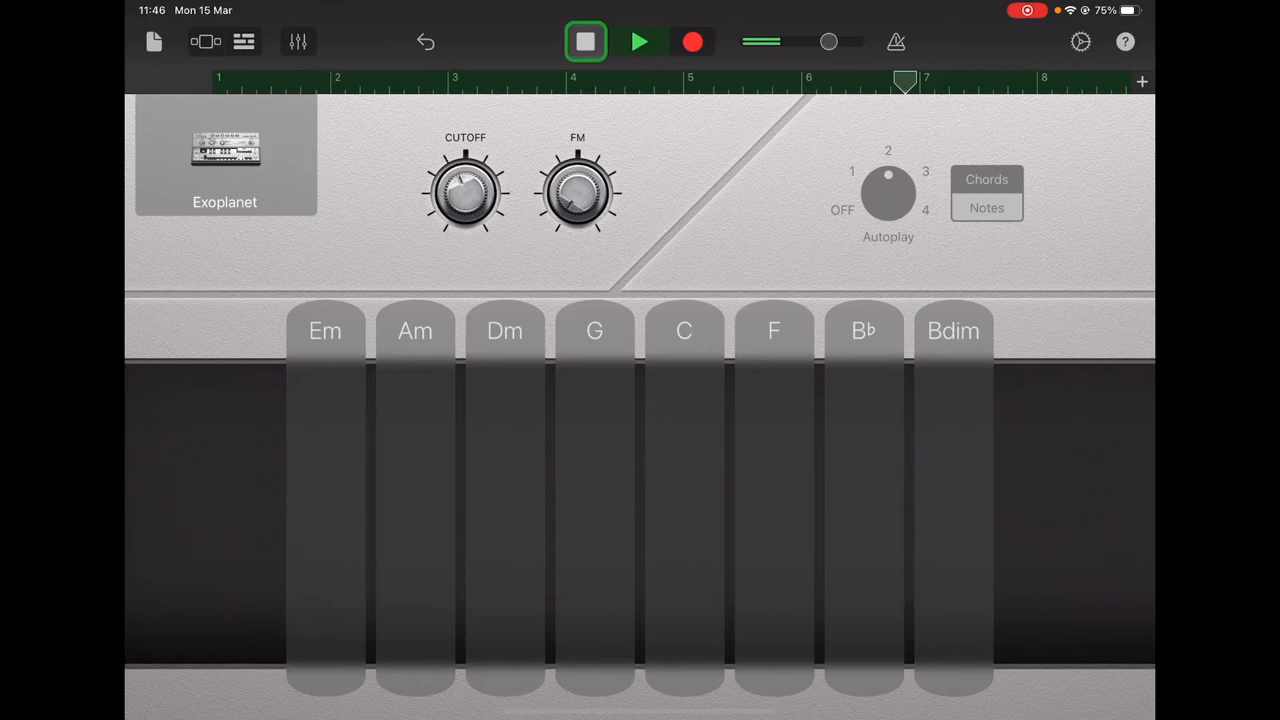 11:46 Mon 15 Mar
75%
?
1 2 3 4 5 6 7 8 +
CUTOFF FM
Exoplanet
2
1 3
OFF 4
Autoplay
Chords
Notes
Em Am Dm G C F B♭ Bdim